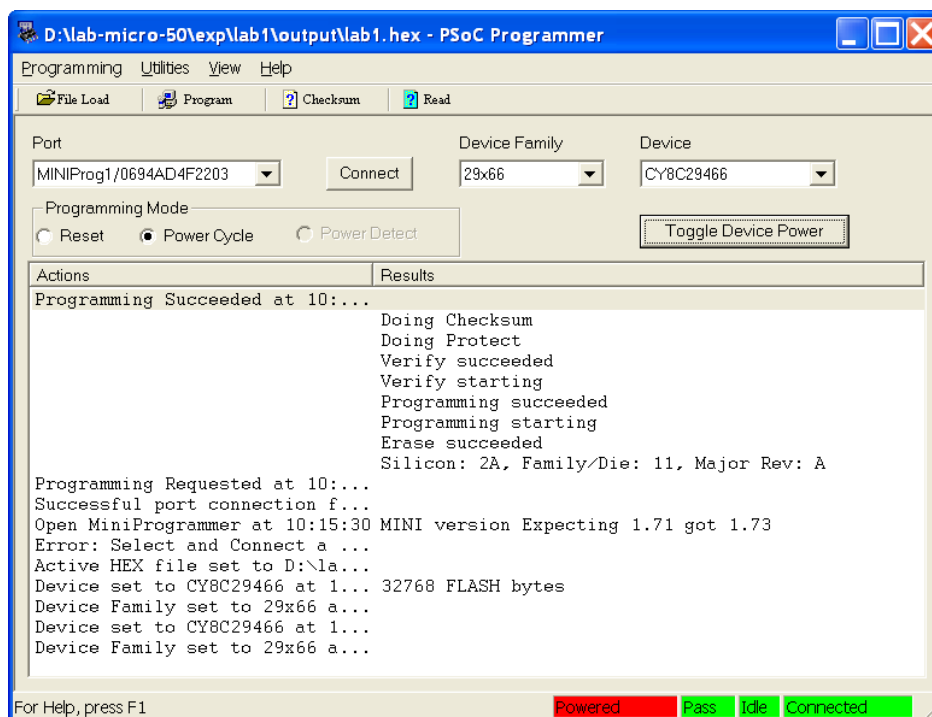 D:\lab-micro-50\exp\lab1\output\lab1.hex - PSoC Programmer
Programming Utilities View Help
File Load Program Checksum Read
Port Device Family Device
MINIProg1/0694AD4F2203 Connect 29x66 CY8C29466
Programming Mode
Reset Power Cycle Power Detect Toggle Device Power
Actions Results
Programming Succeeded at 10:...
Doing Checksum
Doing Protect
Verify succeeded
Verify starting
Programming succeeded
Programming starting
Erase succeeded
Silicon: 2A, Family/Die: 11, Major Rev: A
Programming Requested at 10:...
Successful port connection f...
Open MiniProgrammer at 10:15:30 MINI version Expecting 1.71 got 1.73
Error: Select and Connect a ...
Active HEX file set to D:\la...
Device set to CY8C29466 at 1... 32768 FLASH bytes
Device Family set to 29x66 a...
Device set to CY8C29466 at 1...
Device Family set to 29x66 a...
For Help, press F1 Powered Pass Idle Connected